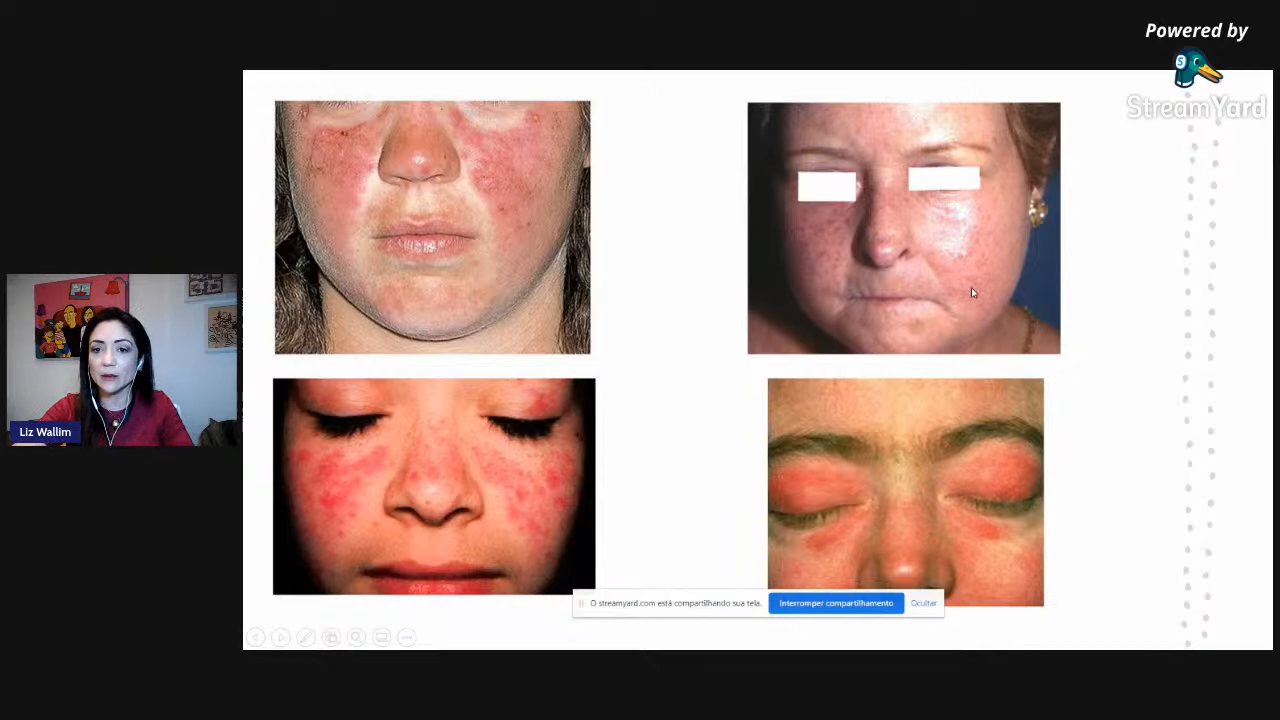 Powered by
StreamYard
Liz Wallim
O streamyard.com está compartilhando sua tela.
Interromper compartilhamento
Ocultar